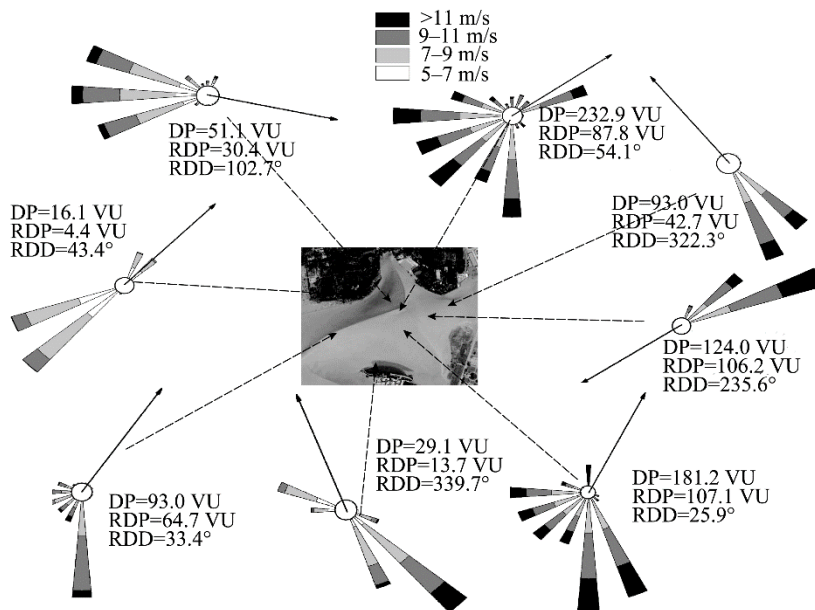 >11 m/s
9–11 m/s
7–9 m/s
5–7 m/s
DP=51.1 VU
RDP=30.4 VU
RDD=102.7°
DP=232.9 VU
RDP=87.8 VU
RDD=54.1°
DP=16.1 VU
RDP=4.4 VU
RDD=43.4°
DP=93.0 VU
RDP=42.7 VU
RDD=322.3°
DP=124.0 VU
RDP=106.2 VU
RDD=235.6°
DP=93.0 VU
RDP=64.7 VU
RDD=33.4°
DP=29.1 VU
RDP=13.7 VU
RDD=339.7°
DP=181.2 VU
RDP=107.1 VU
RDD=25.9°